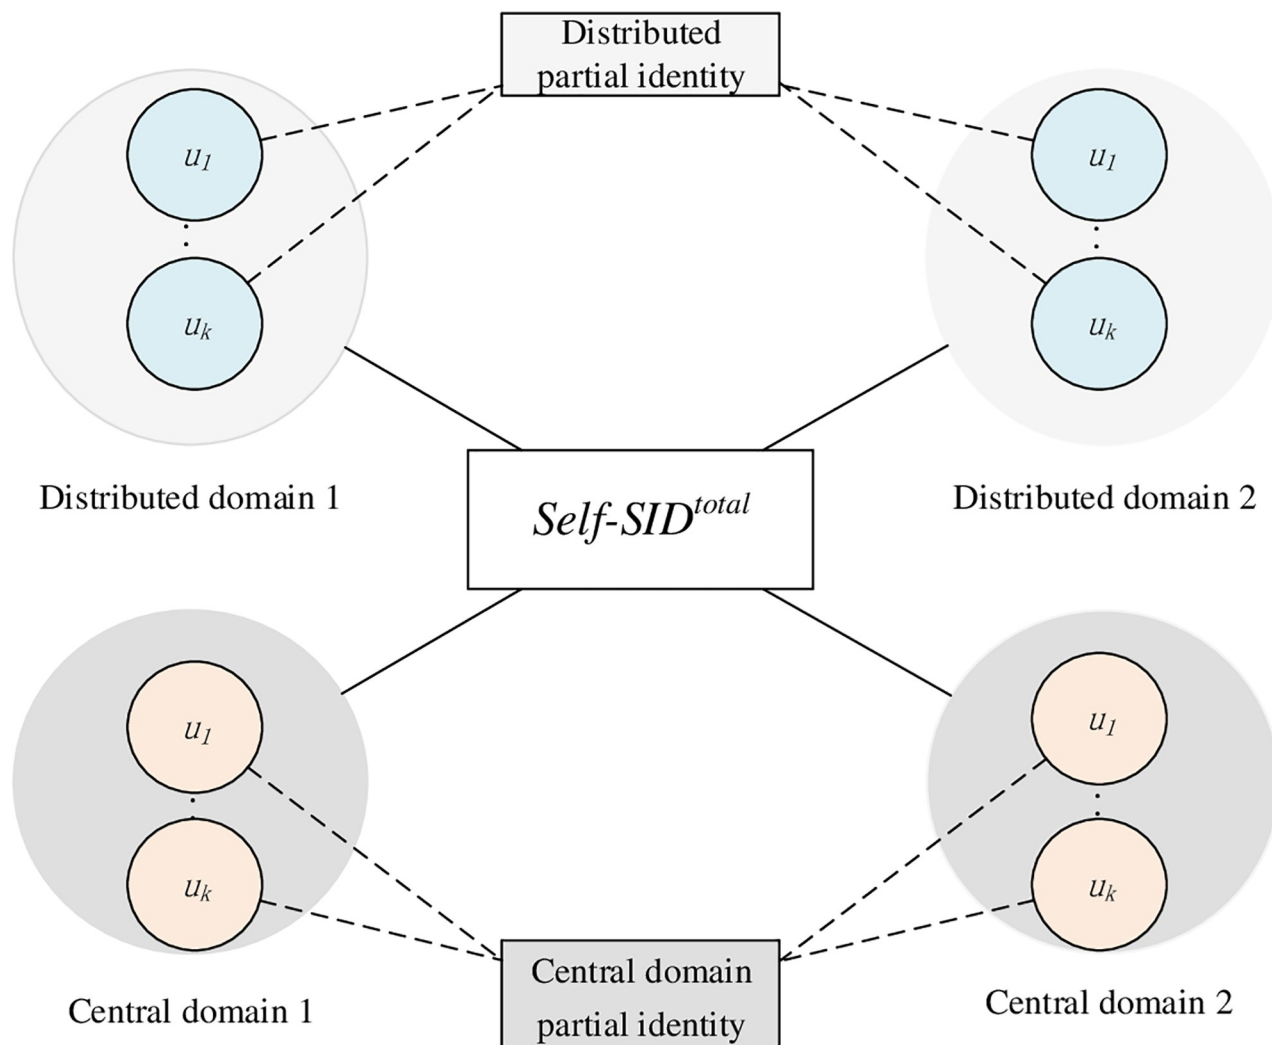 Distributed
partial identity
u₁
u₁
uₖ
uₖ
Distributed domain 1
Distributed domain 2
Self-SIDᵗᵒᵗᵃˡ
u₁
u₁
uₖ
uₖ
Central domain
partial identity
Central domain 1
Central domain 2